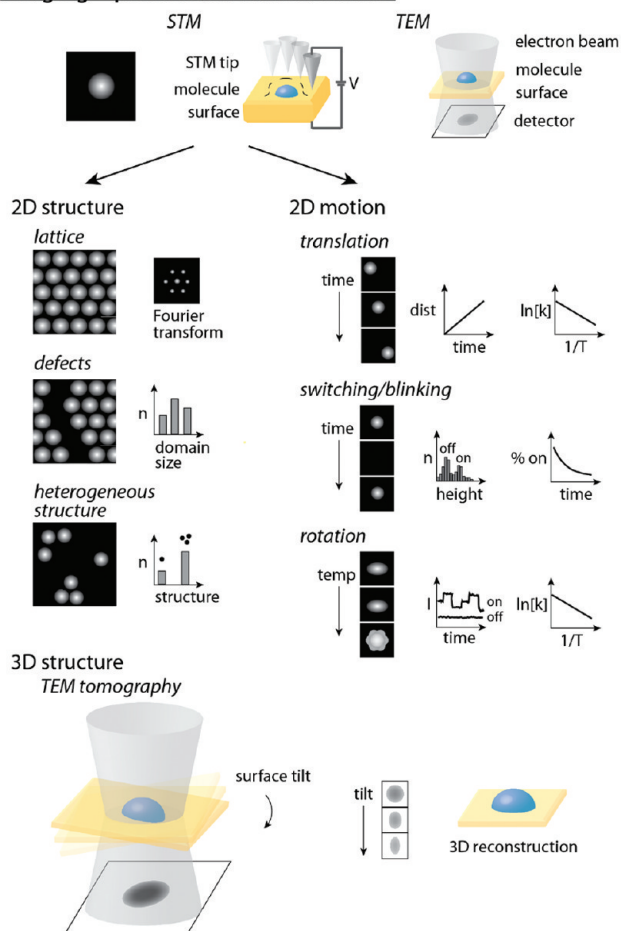 STM
TEM
STM tip
molecule
surface
V
electron beam
molecule
surface
detector
2D structure
lattice
Fourier
transform
defects
n
domain
size
heterogeneous
structure
n
structure
2D motion
translation
time
dist
time
ln[k]
1/T
switching/blinking
time
n
off
on
height
% on
time
rotation
temp
I
on
off
time
ln[k]
1/T
3D structure
TEM tomography
surface tilt
tilt
3D reconstruction